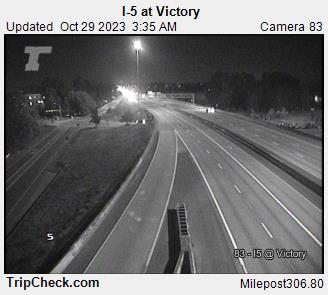 I-5 at Victory
Updated Oct 29 2023 3:35 AM Camera 83
T
S
83 - I5 @ Victory
TripCheck.com Milepost306.80